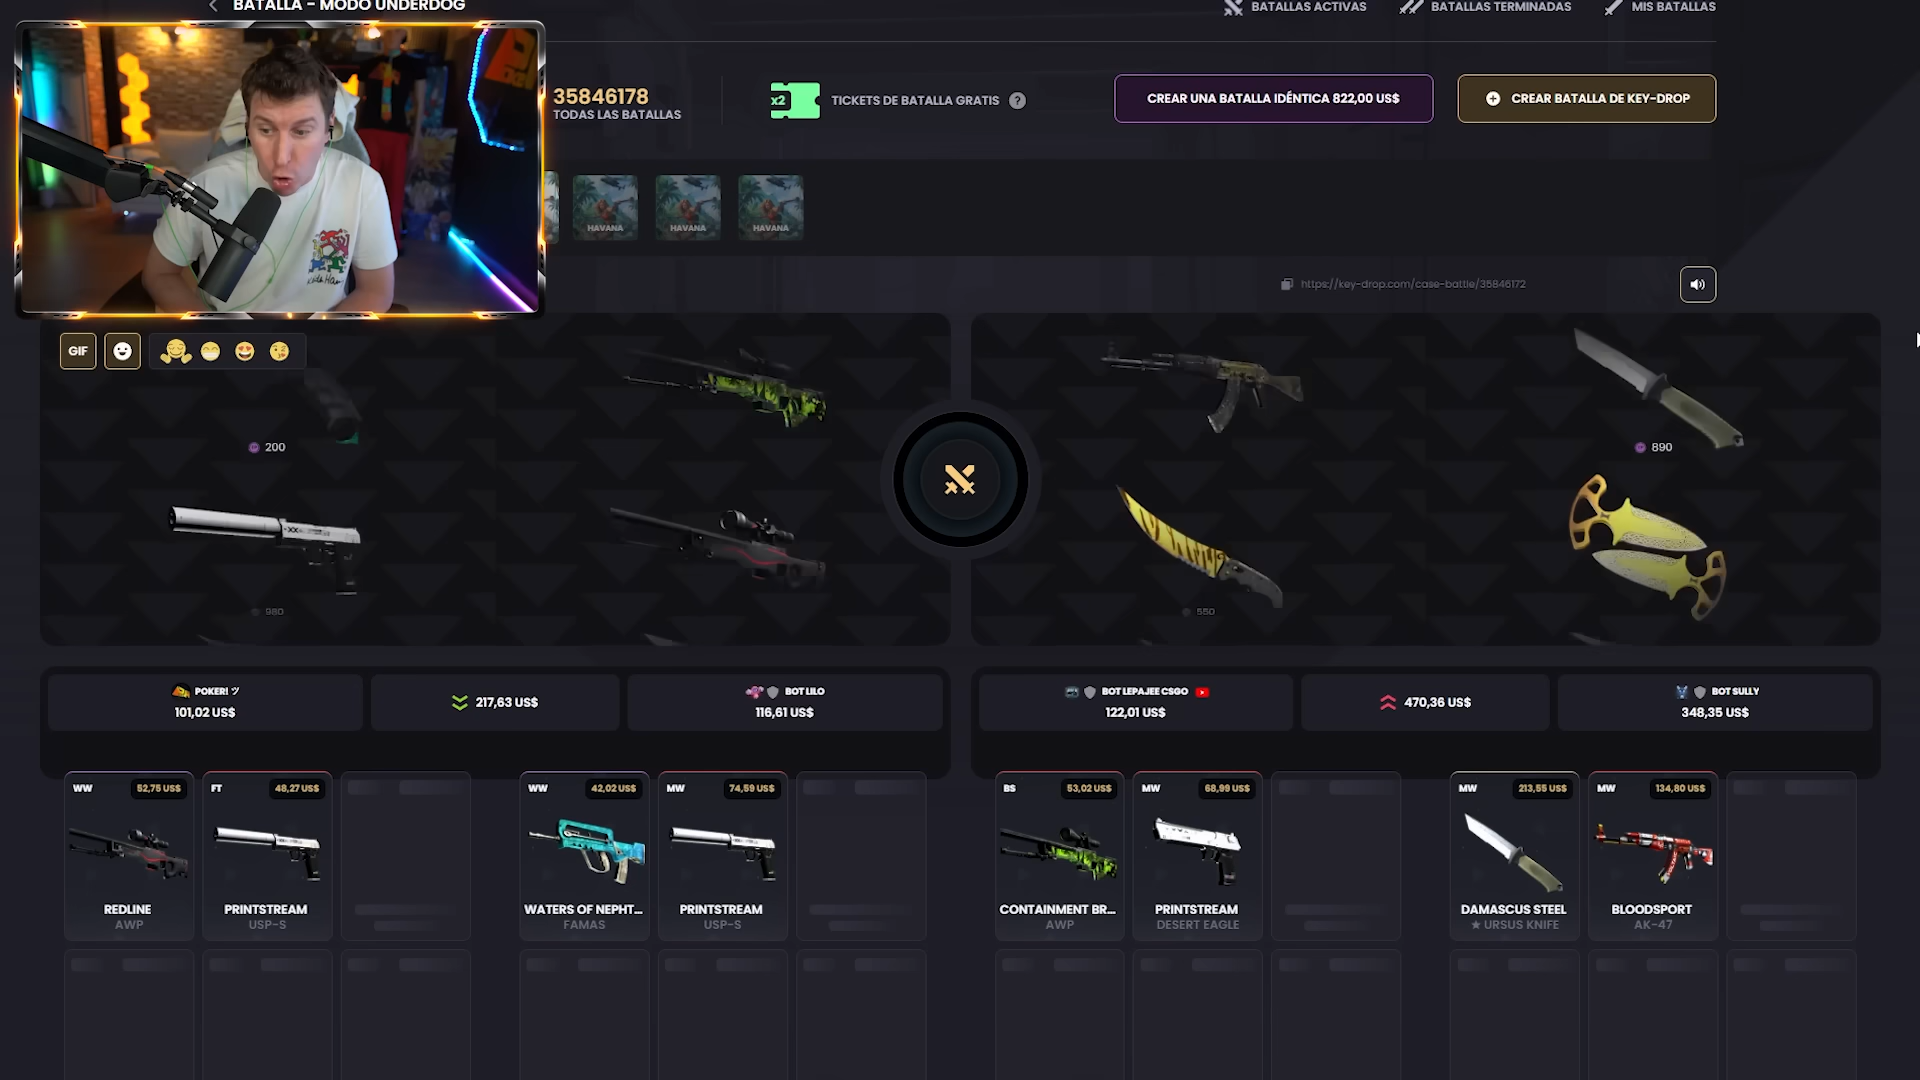 BATALLA - MODO UNDERDOG
BATALLAS ACTIVAS
BATALLAS TERMINADAS
MIS BATALLAS
35846178
TODAS LAS BATALLAS
x2
TICKETS DE BATALLA GRATIS
?
CREAR UNA BATALLA IDÉNTICA 822,00 US$
CREAR BATALLA DE KEY-DROP
HAVANA
HAVANA
HAVANA
https://key-drop.com/case-battle/35846172
GIF
200
890
980
550
POKER! ツ
101,02 US$
217,63 US$
BOT LILO
116,61 US$
BOT LEPAJEE CSGO
122,01 US$
470,36 US$
BOT SULLY
348,35 US$
WW
52,75 US$
FT
48,27 US$
WW
42,02 US$
MW
74,59 US$
BS
53,02 US$
MW
68,99 US$
MW
213,55 US$
MW
134,80 US$
REDLINE
AWP
PRINTSTREAM
USP-S
WATERS OF NEPHT...
FAMAS
PRINTSTREAM
USP-S
CONTAINMENT BR...
AWP
PRINTSTREAM
DESERT EAGLE
DAMASCUS STEEL
★ URSUS KNIFE
BLOODSPORT
AK-47